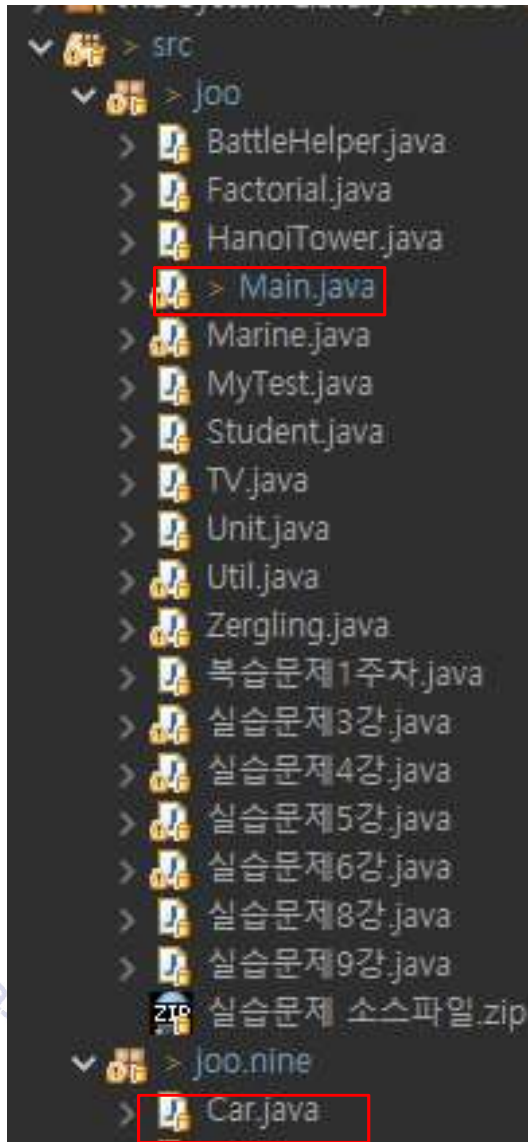 > src
> joo
BattleHelper.java
Factorial.java
HanoiTower.java
> Main.java
Marine.java
MyTest.java
Student.java
TV.java
Unit.java
Util.java
Zergling.java
복습문제1주차.java
실습문제3강.java
실습문제4강.java
실습문제5강.java
실습문제6강.java
실습문제8강.java
실습문제9강.java
ZIP 실습문제 소스파일.zip
> joo.nine
Car.java